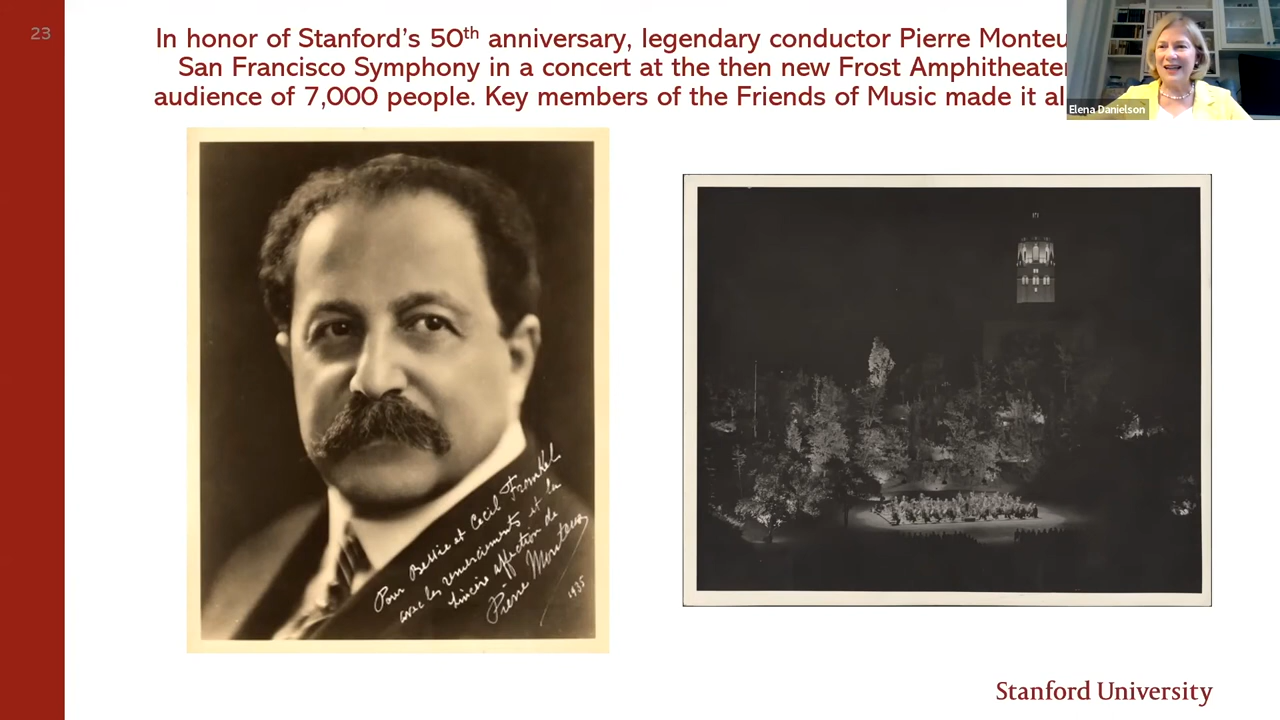 23
In honor of Stanford's 50th anniversary, legendary conductor Pierre Monteu
San Francisco Symphony in a concert at the then new Frost Amphitheater
audience of 7,000 people. Key members of the Friends of Music made it al
Elena Danielson
Pour Bessie et Cecil Frankel
avec les remerciements et la
sincère affection de
Pierre Monteux
1935
Stanford University